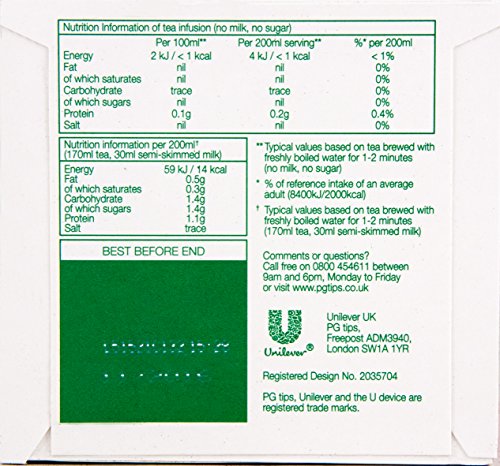 Nutrition Information of tea infusion (no milk, no sugar)
Per 100ml** Per 200ml serving** %* per 200ml
Energy 2 kJ / < 1 kcal 4 kJ / < 1 kcal < 1%
Fat nil nil 0%
of which saturates nil nil 0%
Carbohydrate trace trace 0%
of which sugars nil nil 0%
Protein 0.1g 0.2g 0.4%
Salt nil nil 0%
Nutrition information per 200ml†
(170ml tea, 30ml semi-skimmed milk)
Energy 59 kJ / 14 kcal
Fat 0.5g
of which saturates 0.3g
Carbohydrate 1.4g
of which sugars 1.4g
Protein 1.1g
Salt trace
BEST BEFORE END
** Typical values based on tea brewed with
freshly boiled water for 1-2 minutes
(no milk, no sugar)
* % of reference intake of an average
adult (8400kJ/2000kcal)
† Typical values based on tea brewed with
freshly boiled water for 1-2 minutes
(170ml tea, 30ml semi-skimmed milk)
Comments or questions?
Call free on 0800 454611 between
9am and 6pm, Monday to Friday
or visit www.pgtips.co.uk
Unilever®
Unilever UK
PG tips,
Freepost ADM3940,
London SW1A 1YR
Registered Design No. 2035704
PG tips, Unilever and the U device are
registered trade marks.